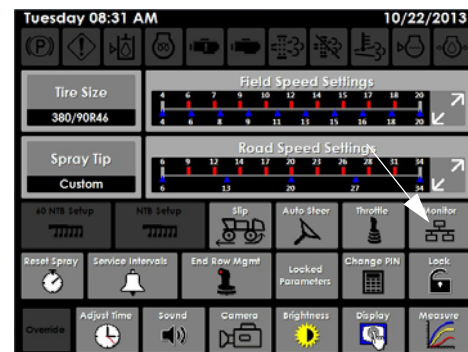 Tuesday 08:31 AM 10/22/2013
(P)
Tire Size
380/90R46
Field Speed Settings
4 6 7 9 10 12 14 15 17 18 20
4 6 8 9 11 13 15 16 18 20
Spray Tip
Custom
Road Speed Settings
6 9 12 14 17 20 23 26 28 31 34
6 13 20 27 34
60 NTB Setup NTB Setup Slip Auto Steer Throttle Monitor
Reset Spray Service Intervals End Row Mgmt Locked Parameters Change PIN Lock
Override Adjust Time Sound Camera Brightness Display Measure